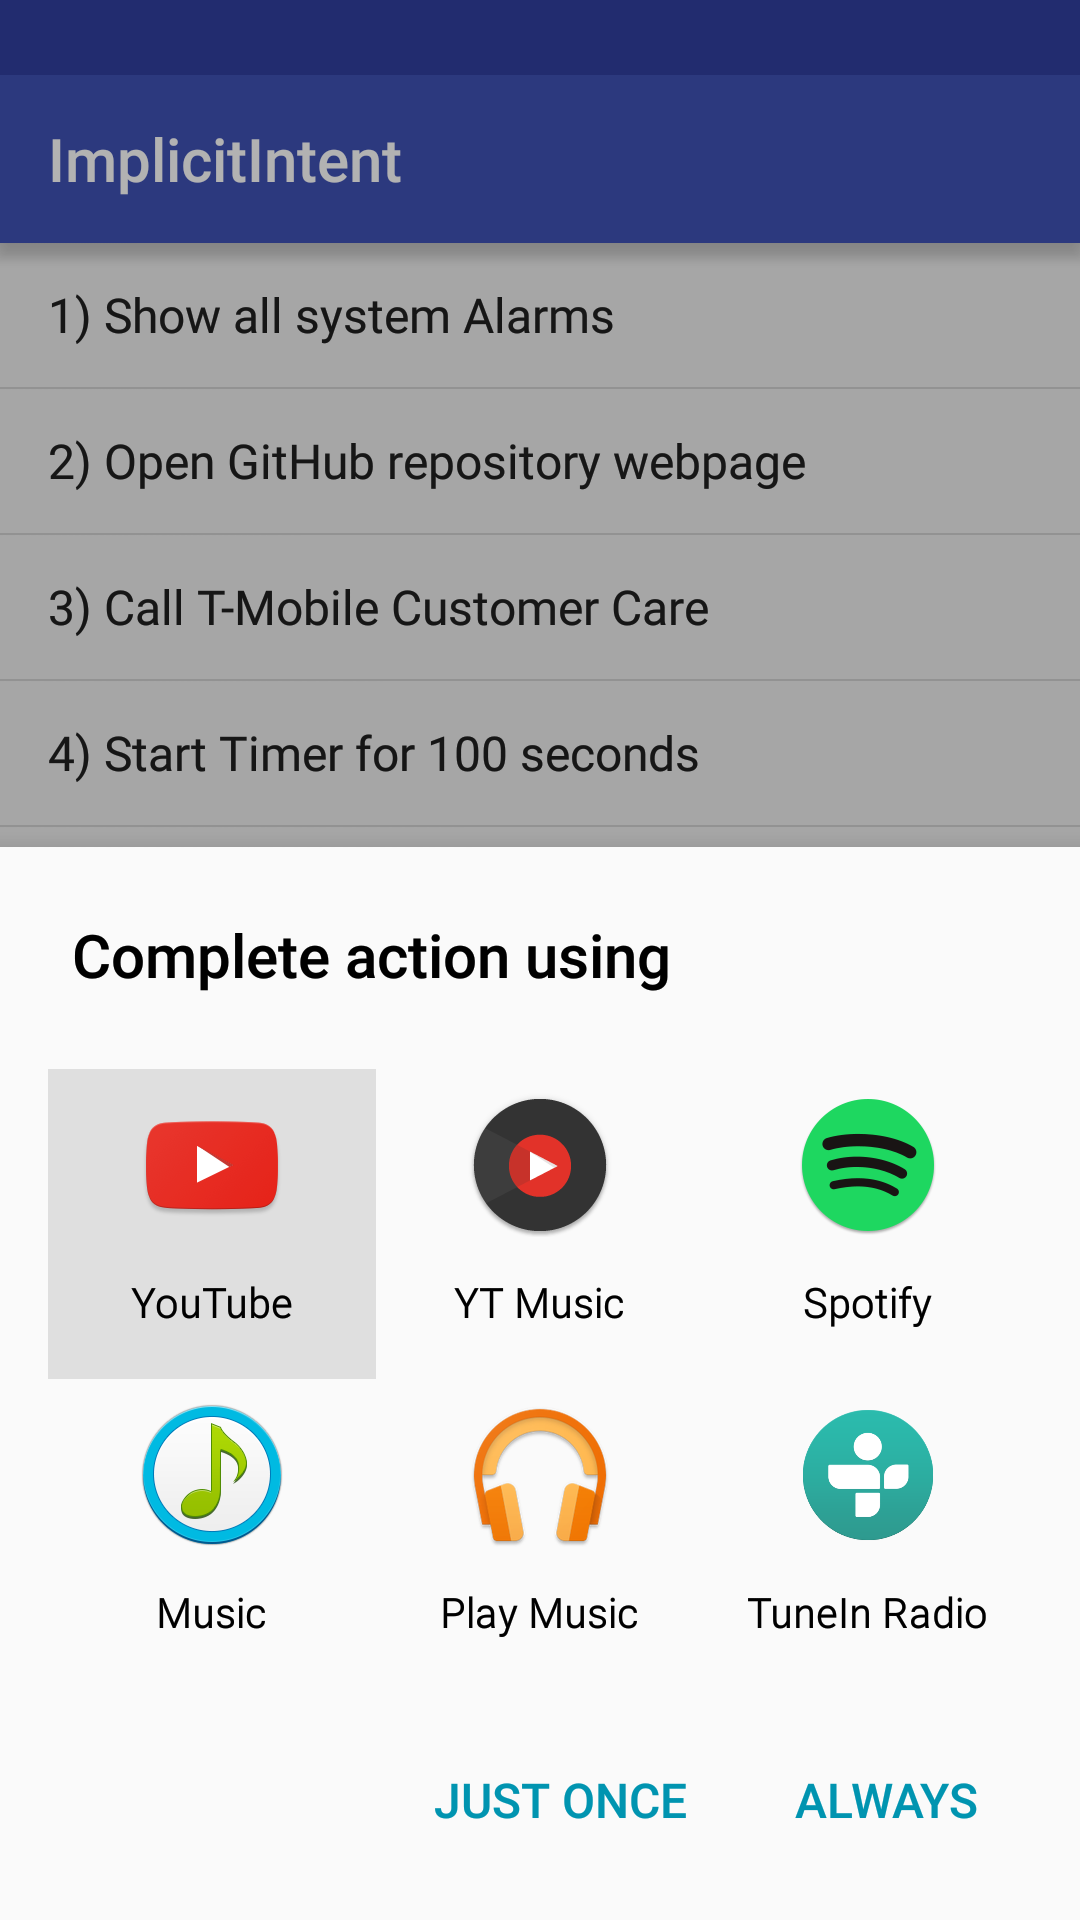 ImplicitIntent
1) Show all system Alarms
2) Open GitHub repository webpage
3) Call T-Mobile Customer Care
4) Start Timer for 100 seconds
Complete action using
YouTube
YT Music
Spotify
Music
Play Music
TuneIn Radio
JUST ONCE
ALWAYS